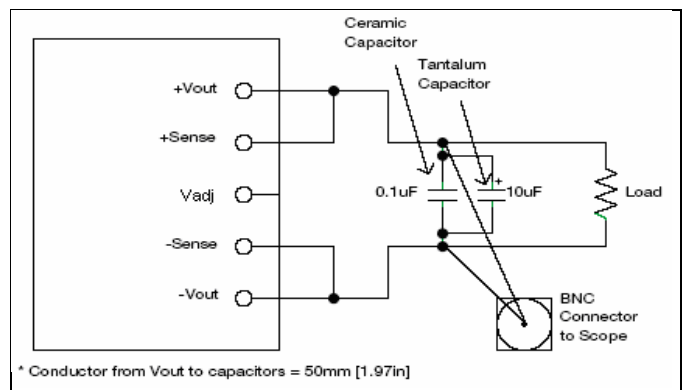 Ceramic
Capacitor
Tantalum
Capacitor
+Vout
+Sense
Vadj
-Sense
-Vout
0.1uF
+
10uF
Load
BNC
Connector
to Scope
* Conductor from Vout to capacitors = 50mm [1.97in]